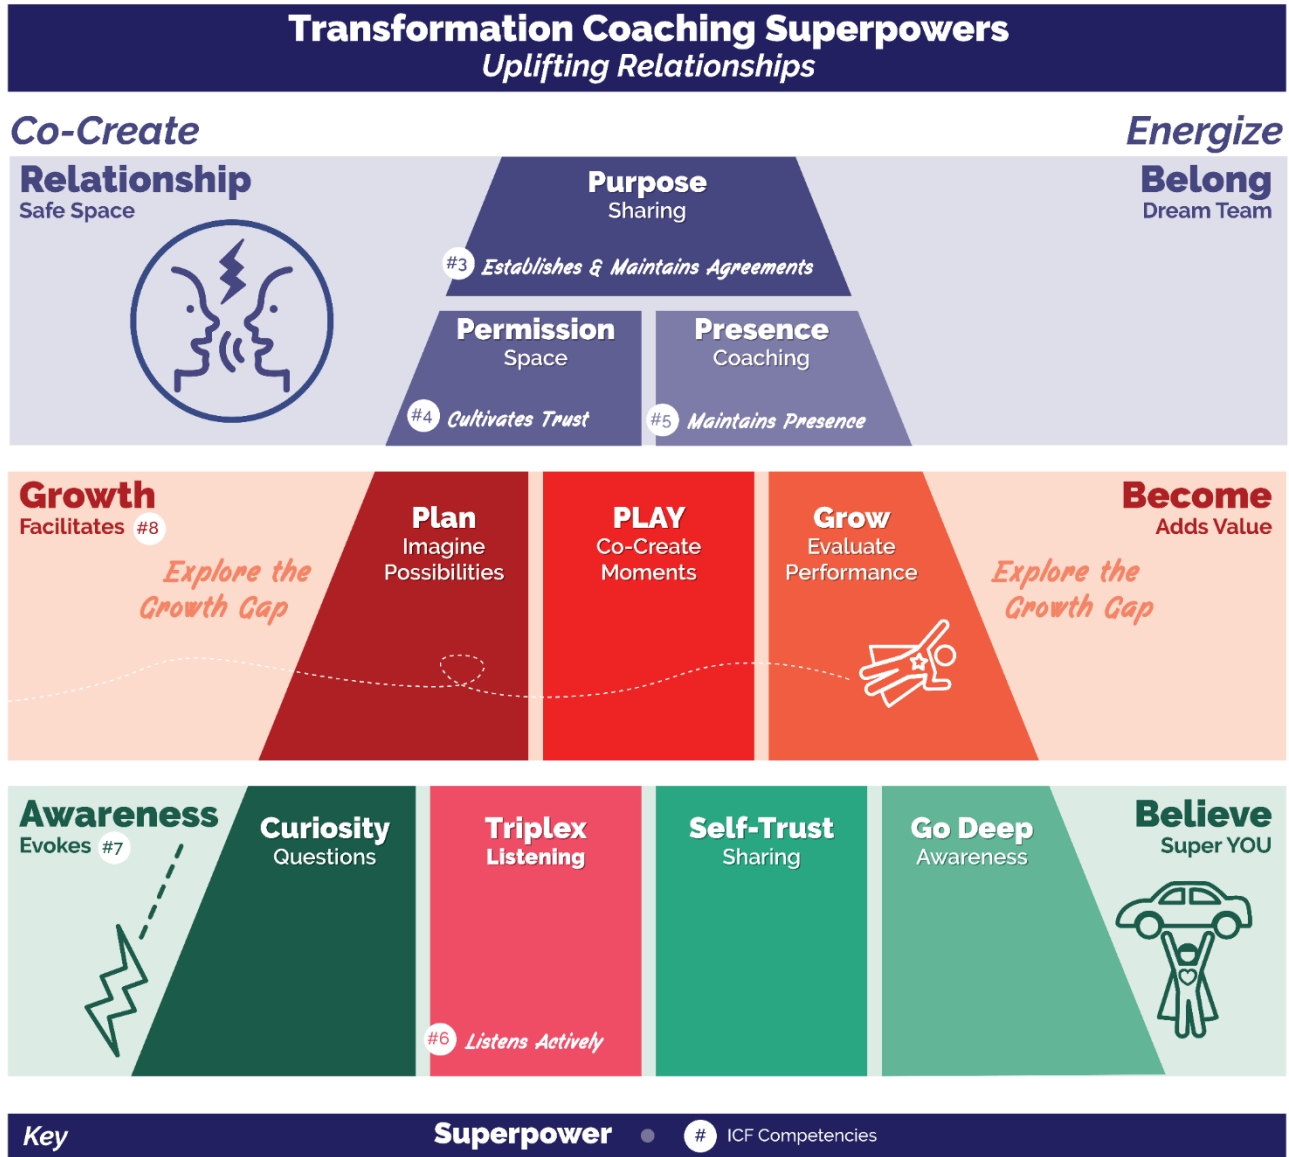 Transformation Coaching Superpowers
Uplifting Relationships
Co-Create
Energize
Relationship
Safe Space
Purpose
Sharing
#3 Establishes & Maintains Agreements
Belong
Dream Team
Permission
Space
#4 Cultivates Trust
Presence
Coaching
#5 Maintains Presence
Growth
Facilitates #8
Explore the
Growth Gap
Plan
Imagine
Possibilities
PLAY
Co-Create
Moments
Grow
Evaluate
Performance
Become
Adds Value
Explore the
Growth Gap
Awareness
Evokes #7
Curiosity
Questions
Triplex
Listening
#6 Listens Actively
Self-Trust
Sharing
Go Deep
Awareness
Believe
Super YOU
Key
Superpower
# ICF Competencies